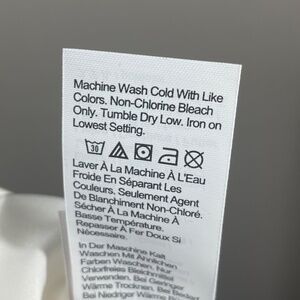 Machine Wash Cold With Like
Colors. Non-Chlorine Bleach
Only. Tumble Dry Low. Iron on
Lowest Setting.
30
Laver À La Machine À L'Eau
Froide En Séparant Les
Couleurs. Seulement Agent
De Blanchiment Non-Chloré.
Sécher À La Machine À
Basse Température.
Repasser À Fer Doux Si
Nécessaire.
In Der Maschine Kalt
Waschen Mit Ähnlichen
Farben Waschen. Nur
Chlorfreies Bleichmittel
Verwenden. Bei Geringer
Wärme Trocknen. Bei Bedarf
Bei Niedriger Wärme